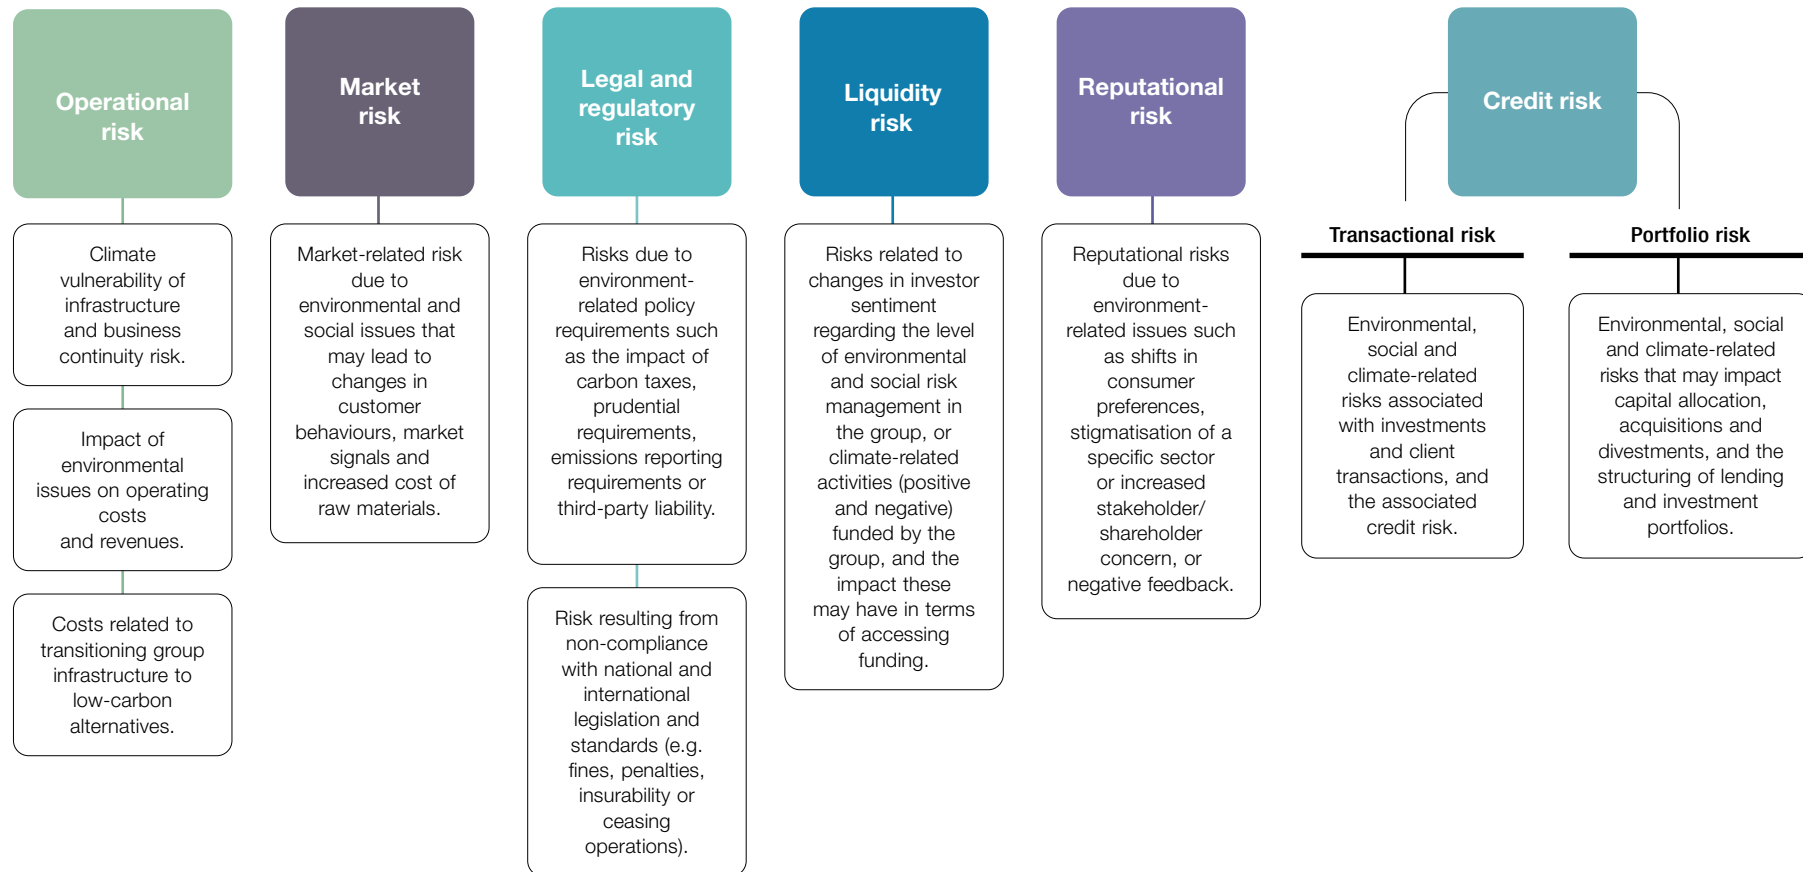 Operational
risk
Climate
vulnerability of
infrastructure
and business
continuity risk.
Impact of
environmental
issues on operating
costs
and revenues.
Costs related to
transitioning group
infrastructure to
low-carbon
alternatives.
Market
risk
Market-related risk
due to
environmental and
social issues that
may lead to
changes in
customer
behaviours, market
signals and
increased cost of
raw materials.
Legal and
regulatory
risk
Risks due to
environment-
related policy
requirements such
as the impact of
carbon taxes,
prudential
requirements,
emissions reporting
requirements or
third-party liability.
Risk resulting from
non-compliance
with national and
international
legislation and
standards (e.g.
fines, penalties,
insurability or
ceasing
operations).
Liquidity
risk
Risks related to
changes in investor
sentiment
regarding the level
of environmental
and social risk
management in
the group, or
climate-related
activities (positive
and negative)
funded by the
group, and the
impact these
may have in terms
of accessing
funding.
Reputational
risk
Reputational risks
due to
environment-
related issues such
as shifts in
consumer
preferences,
stigmatisation of a
specific sector
or increased
stakeholder/
shareholder
concern, or
negative feedback.
Credit risk
Transactional risk
Environmental,
social and
climate-related
risks associated
with investments
and client
transactions, and
the associated
credit risk.
Portfolio risk
Environmental, social
and climate-related
risks that may impact
capital allocation,
acquisitions and
divestments, and the
structuring of lending
and investment
portfolios.